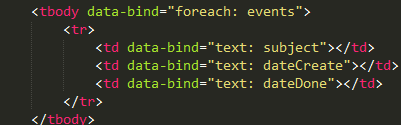 <tbody data-bind="foreach: events">
<tr>
<td data-bind="text: subject"></td>
<td data-bind="text: dateCreate"></td>
<td data-bind="text: dateDone"></td>
</tr>
</tbody>